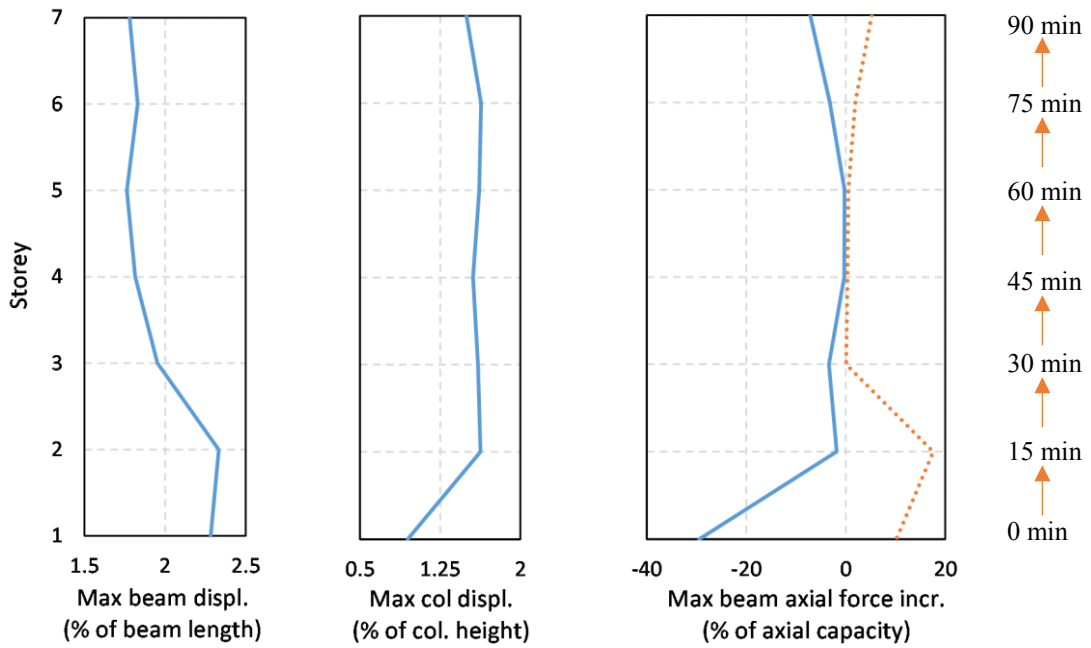 Storey
7
6
5
4
3
2
1
1.5
2
2.5
Max beam displ.
(% of beam length)
0.5
1.25
2
Max col displ.
(% of col. height)
-40
-20
0
20
Max beam axial force incr.
(% of axial capacity)
90 min
75 min
60 min
45 min
30 min
15 min
0 min